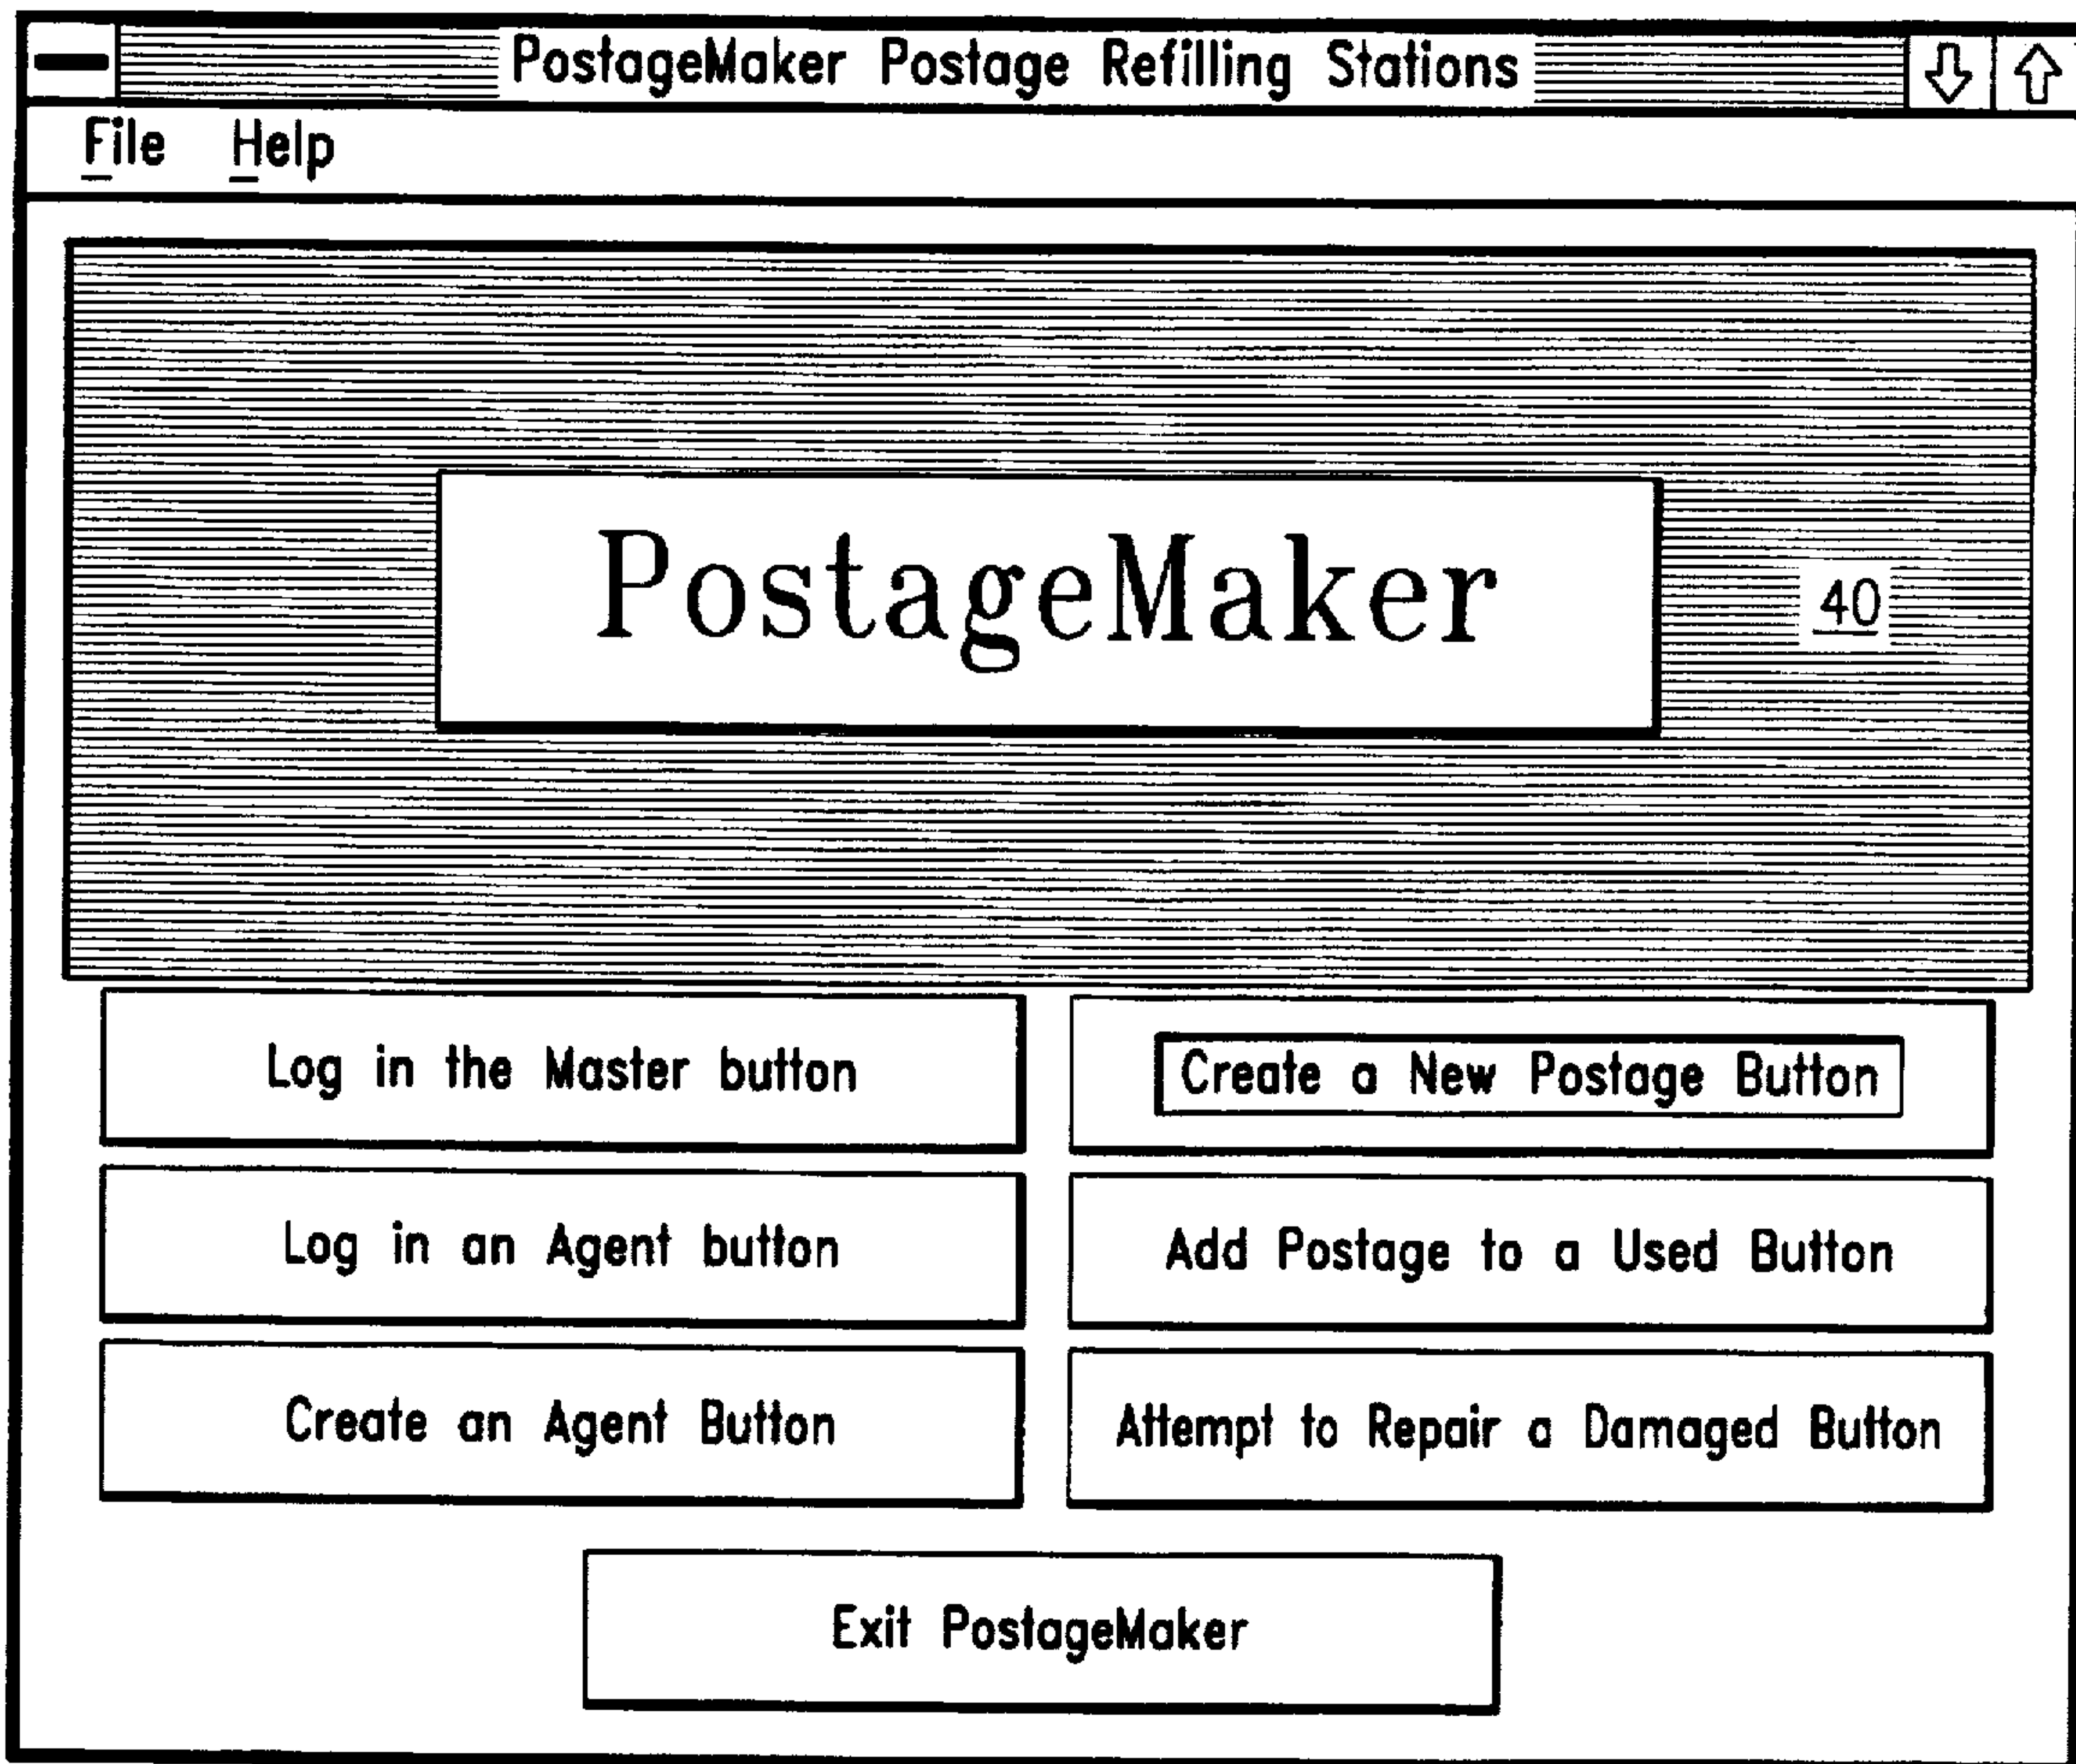 PostageMaker Postage Refilling Stations
File Help
PostageMaker
40
Log in the Master button
Create a New Postage Button
Log in an Agent button
Add Postage to a Used Button
Create an Agent Button
Attempt to Repair a Damaged Button
Exit PostageMaker